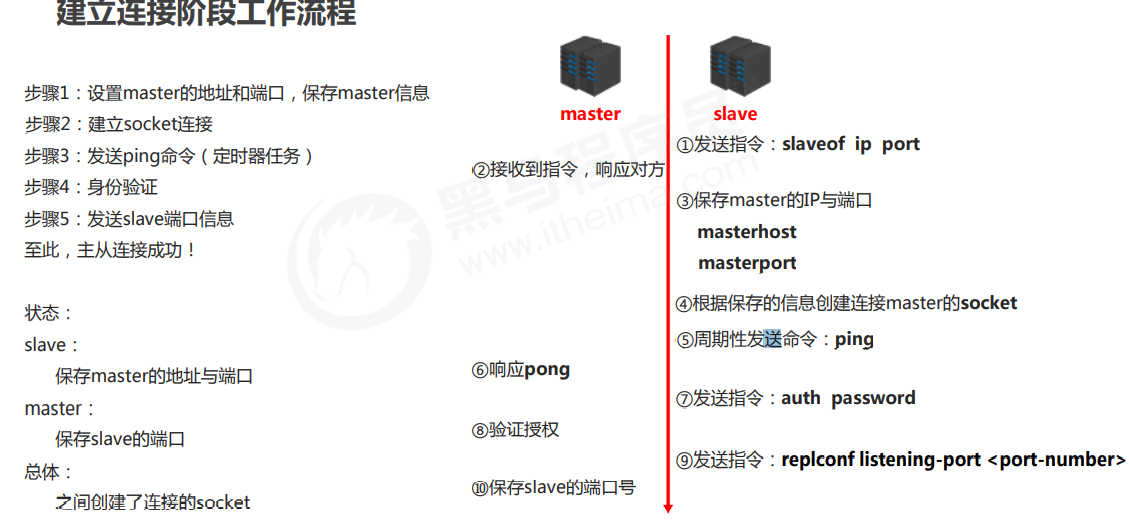 建立连接阶段工作流程
步骤1：设置master的地址和端口，保存master信息
步骤2：建立socket连接
步骤3：发送ping命令（定时器任务）
步骤4：身份验证
步骤5：发送slave端口信息
至此，主从连接成功！
状态：
slave：
保存master的地址与端口
master：
保存slave的端口
总体：
之间创建了连接的socket
master
slave
①发送指令：slaveof ip port
②接收到指令，响应对方
③保存master的IP与端口
masterhost
masterport
④根据保存的信息创建连接master的socket
⑤周期性发送命令：ping
⑥响应pong
⑦发送指令：auth password
⑧验证授权
⑨发送指令：replconf listening-port <port-number>
⑩保存slave的端口号
黑马程序员
www.itheima.com